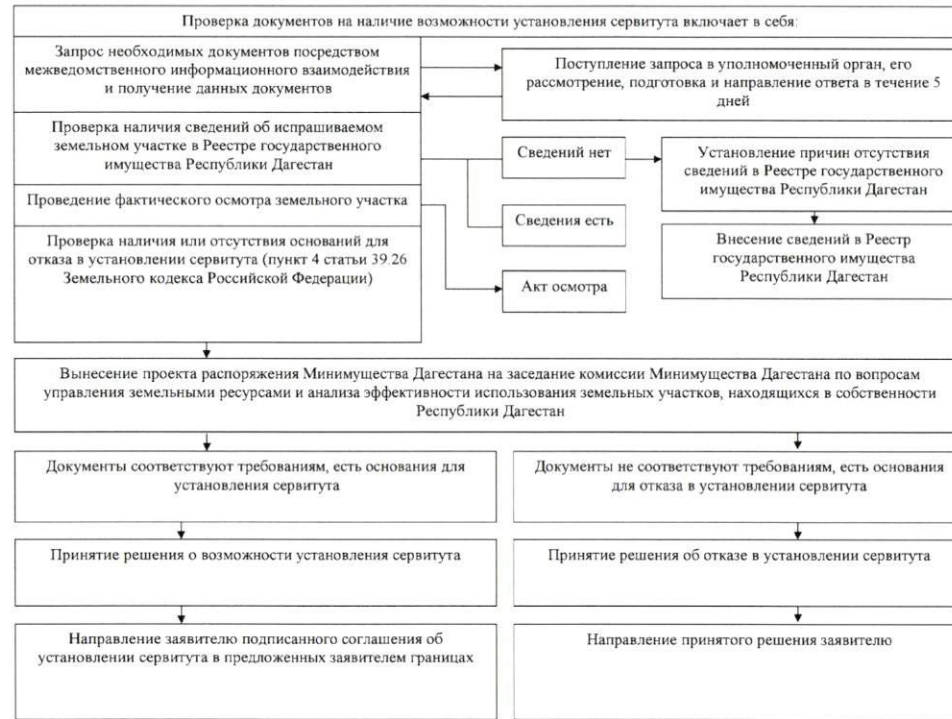 Проверка документов на наличие возможности установления сервитута включает в себя:
Запрос необходимых документов посредством
межведомственного информационного взаимодействия
и получение данных документов
Поступление запроса в уполномоченный орган, его
рассмотрение, подготовка и направление ответа в течение 5
дней
Проверка наличия сведений об испрашиваемом
земельном участке в Реестре государственного
имущества Республики Дагестан
Сведений нет
Установление причин отсутствия
сведений в Реестре государственного
имущества Республики Дагестан
Проведение фактического осмотра земельного участка
Сведения есть
Проверка наличия или отсутствия оснований для
отказа в установлении сервитута (пункт 4 статьи 39.26
Земельного кодекса Российской Федерации)
Внесение сведений в Реестр
государственного имущества
Республики Дагестан
Акт осмотра
Вынесение проекта распоряжения Минимущества Дагестана на заседание комиссии Минимущества Дагестана по вопросам
управления земельными ресурсами и анализа эффективности использования земельных участков, находящихся в собственности
Республики Дагестан
Документы соответствуют требованиям, есть основания для
установления сервитута
Документы не соответствуют требованиям, есть основания
для отказа в установлении сервитута
Принятие решения о возможности установления сервитута
Принятие решения об отказе в установлении сервитута
Направление заявителю подписанного соглашения об
установлении сервитута в предложенных заявителем границах
Направление принятого решения заявителю